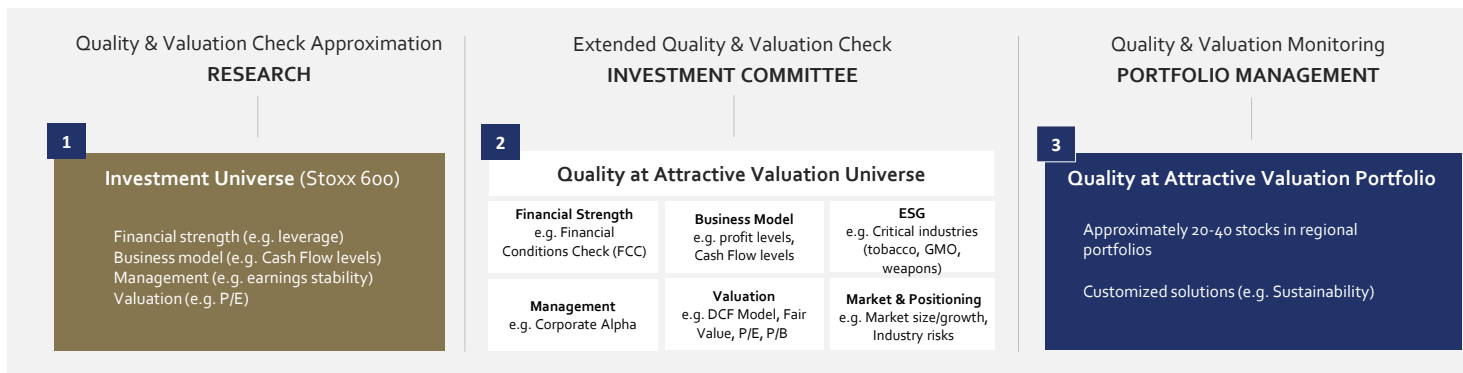 Quality & Valuation Check Approximation
RESEARCH
1
Investment Universe (Stoxx 600)
Financial strength (e.g. leverage)
Business model (e.g. Cash Flow levels)
Management (e.g. earnings stability)
Valuation (e.g. P/E)
Extended Quality & Valuation Check
INVESTMENT COMMITTEE
2
Quality at Attractive Valuation Universe
Financial Strength
e.g. Financial
Conditions Check (FCC)
Business Model
e.g. profit levels,
Cash Flow levels
ESG
e.g. Critical industries
(tobacco, GMO,
weapons)
Management
e.g. Corporate Alpha
Valuation
e.g. DCF Model, Fair
Value, P/E, P/B
Market & Positioning
e.g. Market size/growth,
Industry risks
Quality & Valuation Monitoring
PORTFOLIO MANAGEMENT
3
Quality at Attractive Valuation Portfolio
Approximately 20-40 stocks in regional
portfolios
Customized solutions (e.g. Sustainability)